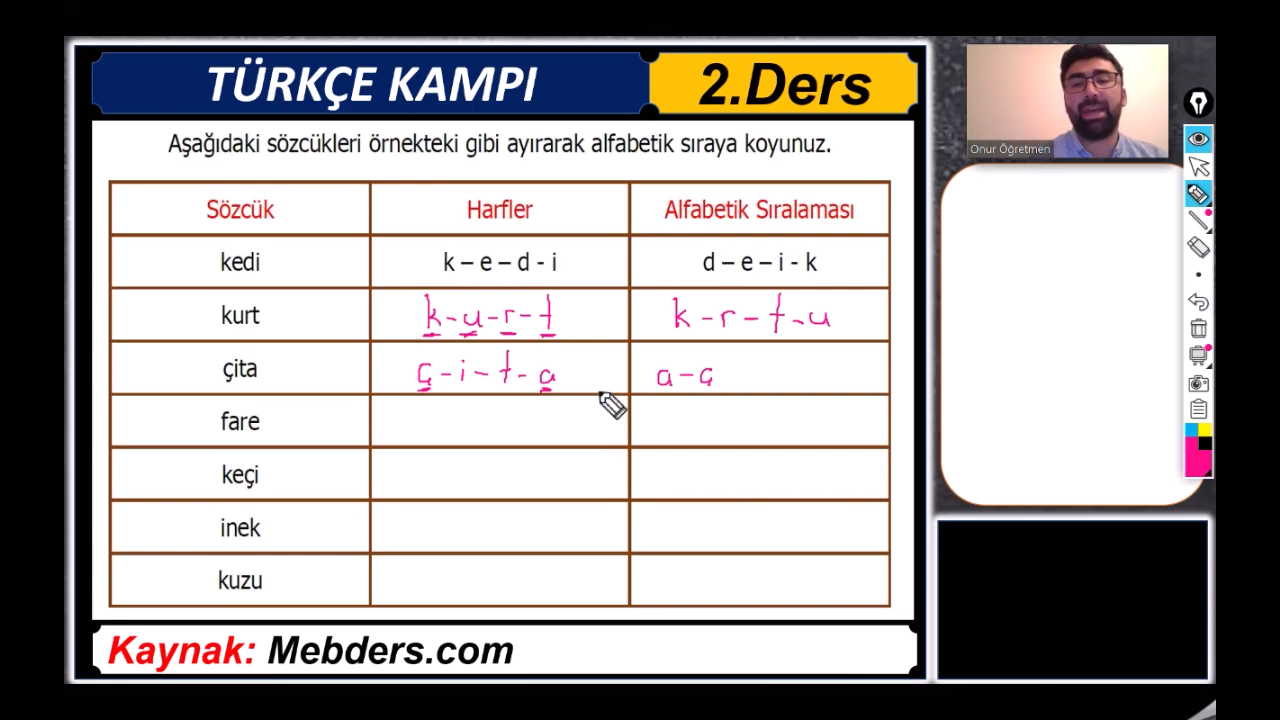 TÜRKÇE KAMPI
2.Ders
Onur Öğretmen
Aşağıdaki sözcükleri örnekteki gibi ayırarak alfabetik sıraya koyunuz.
Sözcük Harfler Alfabetik Sıralaması
kedi k – e – d - i d – e – i - k
kurt k - u - r - t k - r - t - u
çita ç - i - t - a a - ç
fare
keçi
inek
kuzu
Kaynak: Mebders.com